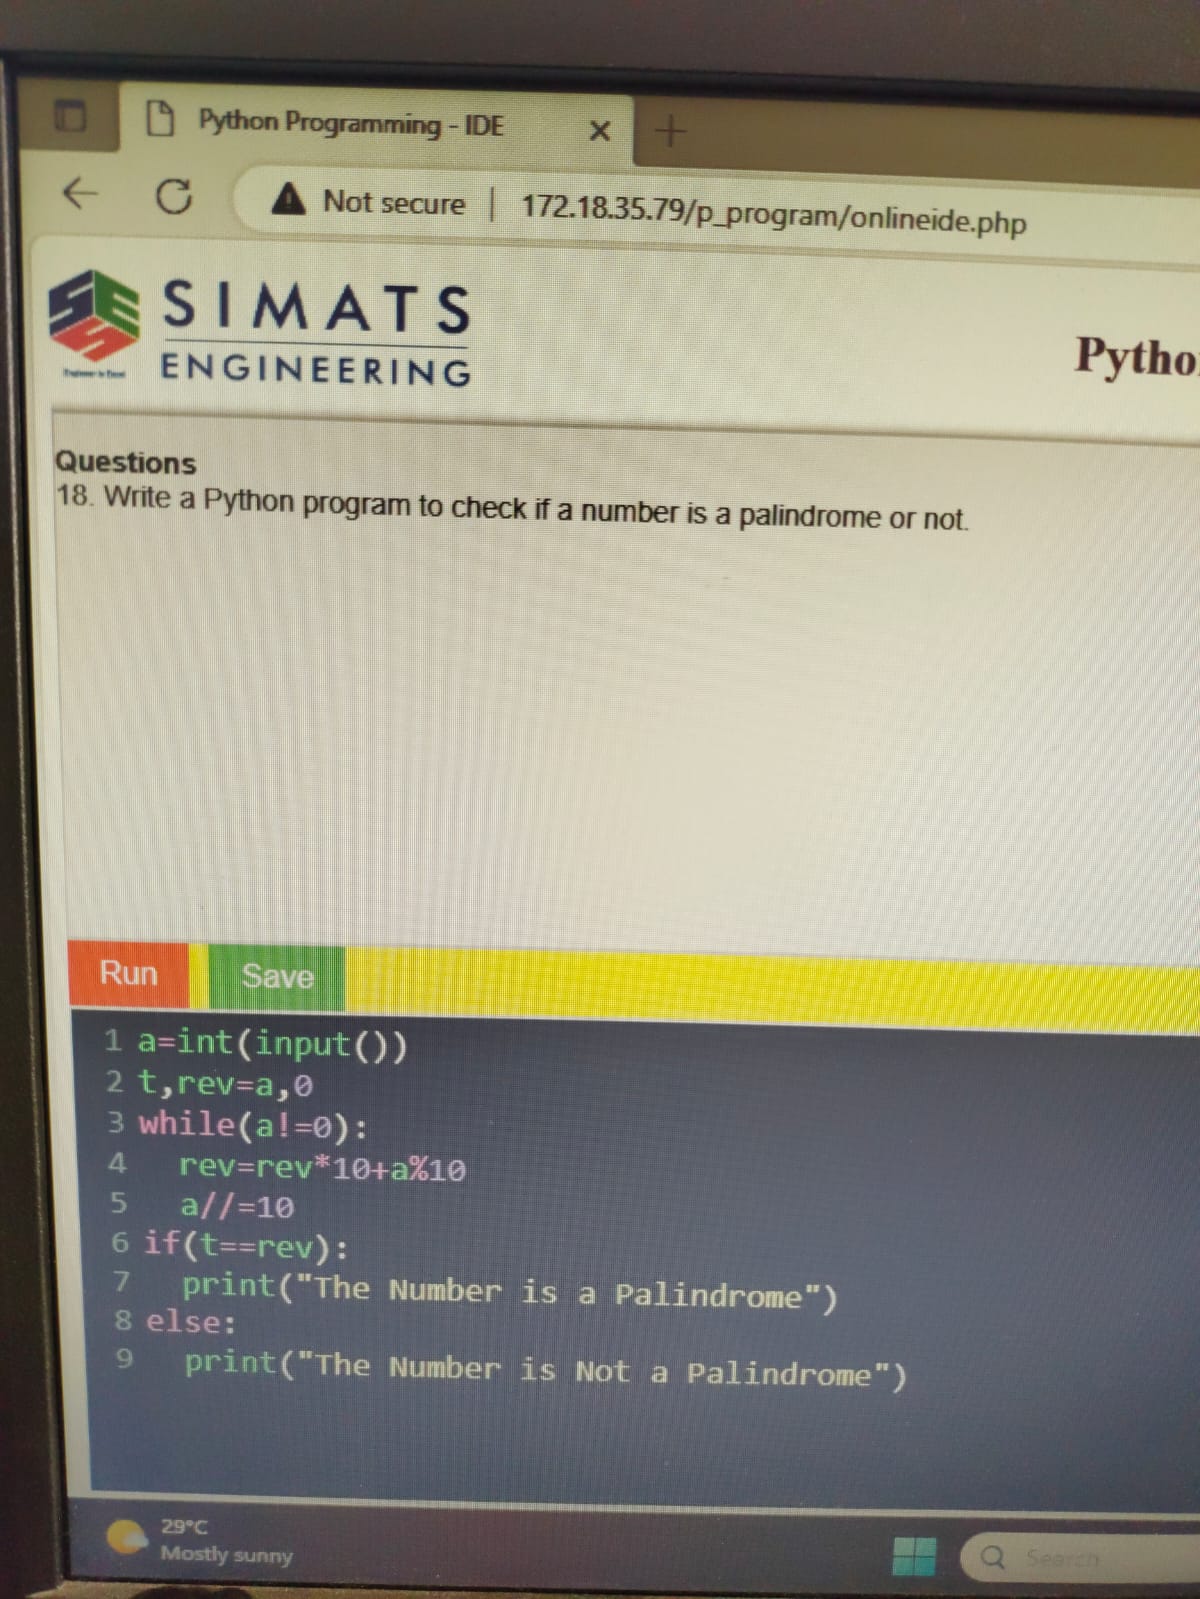 Python Programming - IDE
Not secure | 172.18.35.79/p_program/onlineide.php
SIMATS
ENGINEERING
Questions
18. Write a Python program to check if a number is a palindrome or not.
Run Save
1 a=int(input())
2 t,rev=a,0
3 while(a!=0):
4 rev=rev*10+a%10
5 a//=10
6 if(t==rev):
7 print("The Number is a Palindrome")
8 else:
9 print("The Number is Not a Palindrome")
29°C
Mostly sunny
Search